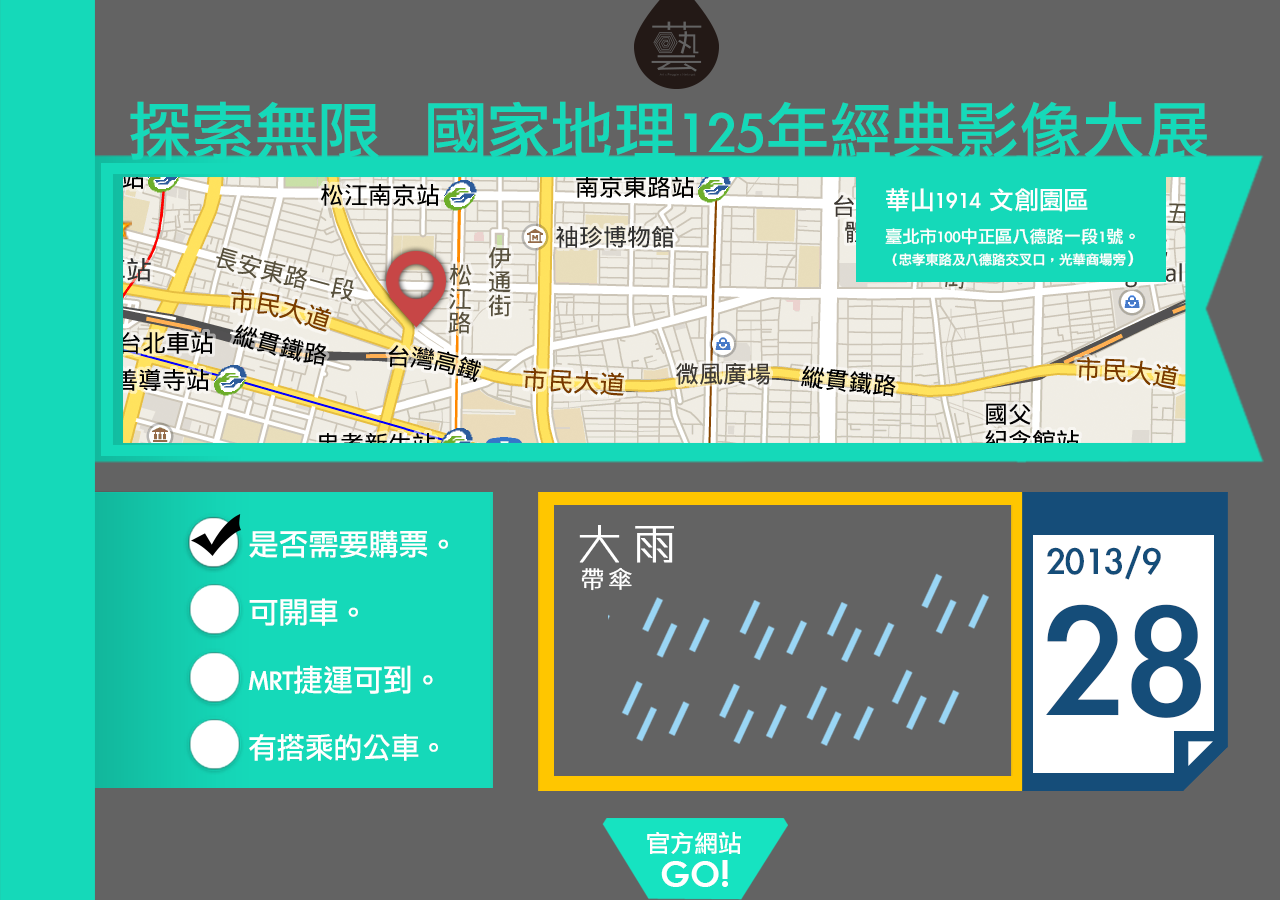 藝
探索無限 國家地理125年經典影像大展
華山1914 文創園區
臺北市100中正區八德路一段1號。
（忠孝東路及八德路交叉口，光華商場旁）
松江南京站
南京東路站
袖珍博物館
伊通街
松江路
長安東路一段
市民大道
台北車站
縱貫鐵路
台灣高鐵
善導寺站
市民大道
微風廣場
縱貫鐵路
市民大道
國父
紀念館站
忠孝新生站
是否需要購票。
可開車。
MRT捷運可到。
有搭乘的公車。
大雨
帶傘
2013/9
28
官方網站
GO!